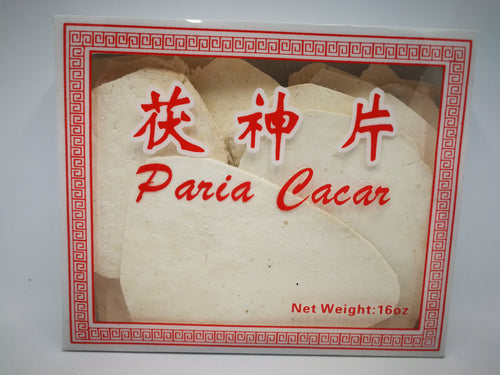 茯神片
Paria Cacar
Net Weight:16oz